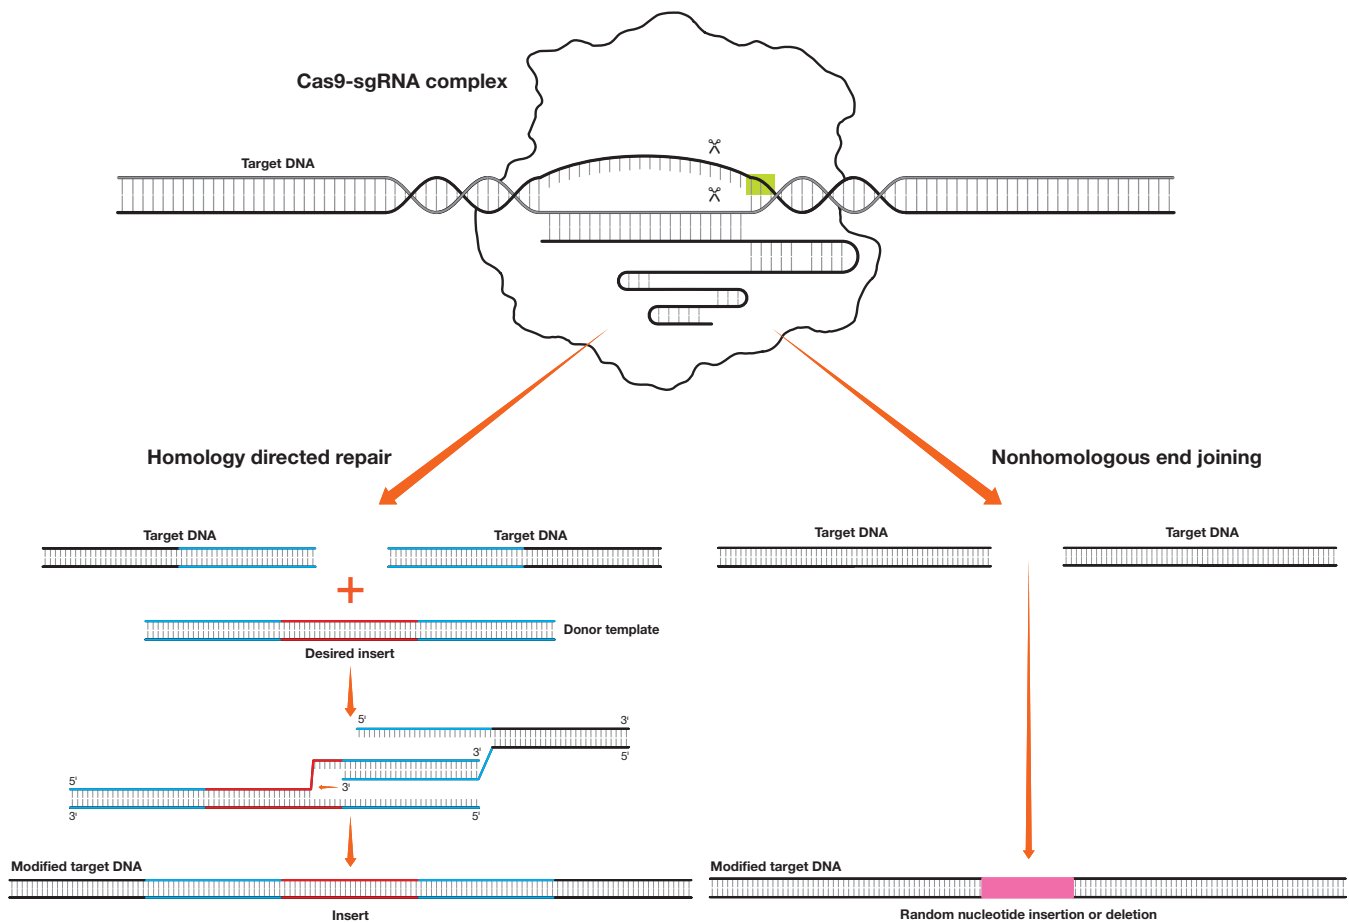 Cas9-sgRNA complex
Target DNA
Homology directed repair
Nonhomologous end joining
Target DNA
Target DNA
Target DNA
Target DNA
Donor template
Desired insert
5'
3'
3'
5'
5'
3'
3'
5'
Modified target DNA
Insert
Modified target DNA
Random nucleotide insertion or deletion